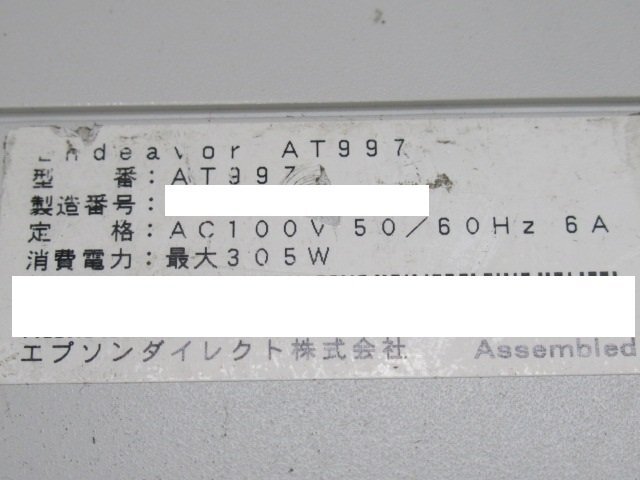 Endeavor AT997
型 番：AT997
製造番号：
定 格：AC100V 50／60Hz 6A
消費電力：最大305W
エプソンダイレクト株式会社 Assembled